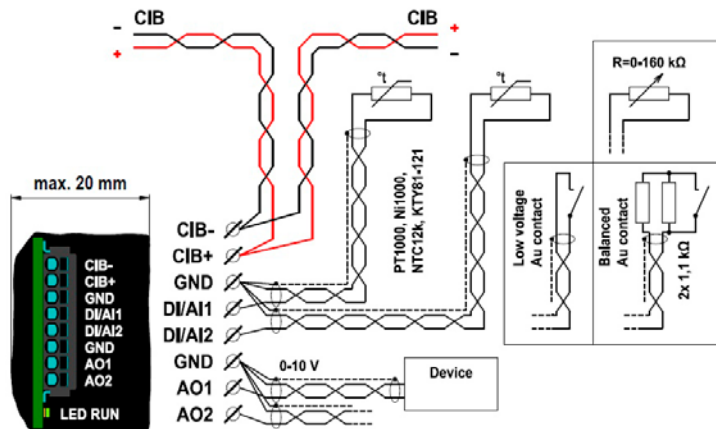 CIB
CIB
–
+
+
–
R=0-160 kΩ
°t
°t
max. 20 mm
PT1000, Ni1000,
NTC12k, KTY81-121
Low voltage
Au contact
Balanced
Au contact
2x 1,1 kΩ
CIB-
CIB+
GND
DI/AI1
DI/AI2
GND
AO1
AO2
LED RUN
CIB-
CIB+
GND
DI/AI1
DI/AI2
GND
AO1
AO2
0-10 V
Device